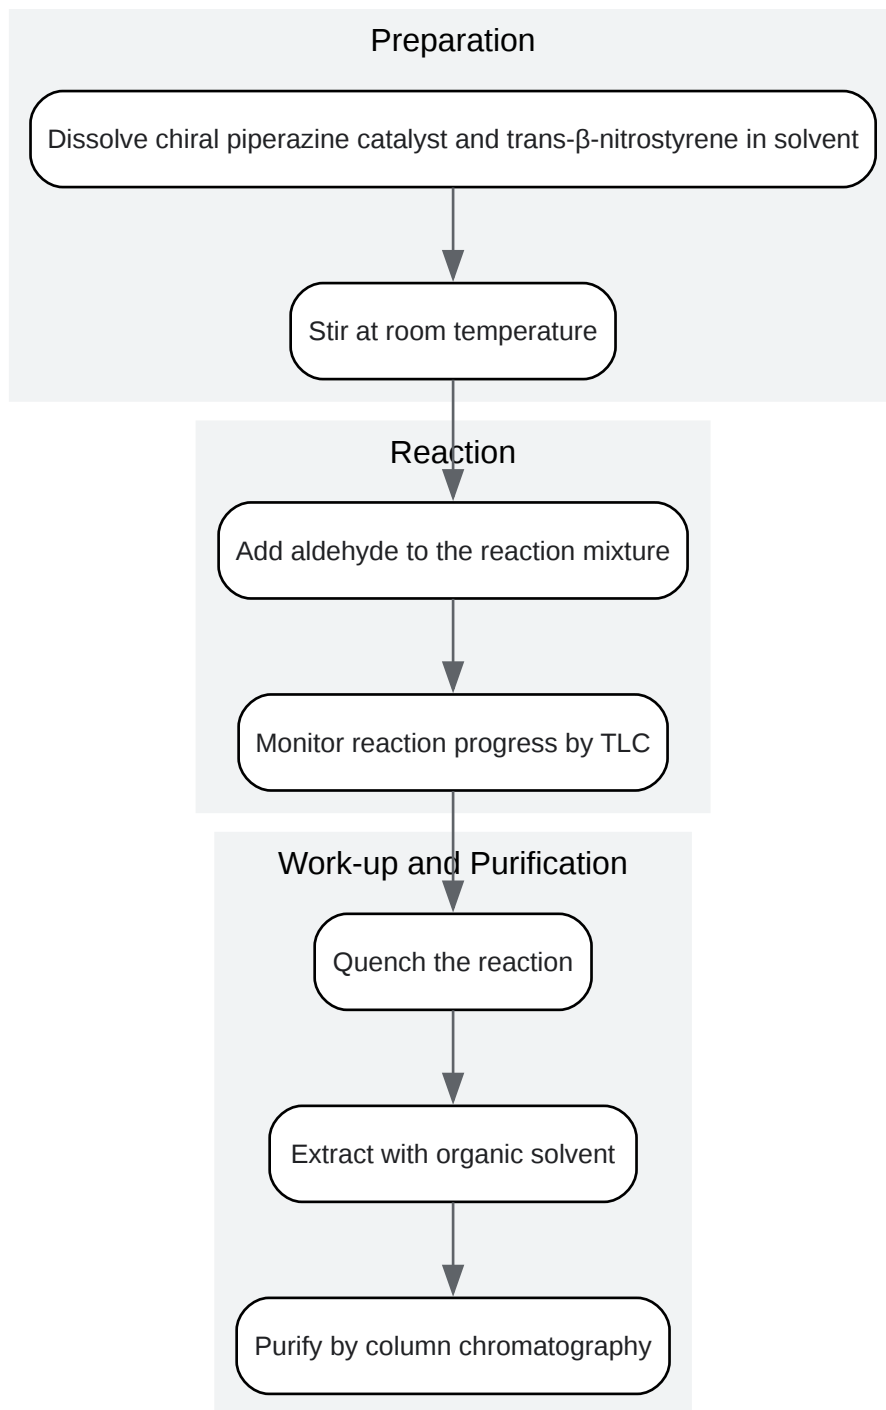 Preparation
Dissolve chiral piperazine catalyst and trans-β-nitrostyrene in solvent
Stir at room temperature
Reaction
Add aldehyde to the reaction mixture
Monitor reaction progress by TLC
Work-up and Purification
Quench the reaction
Extract with organic solvent
Purify by column chromatography